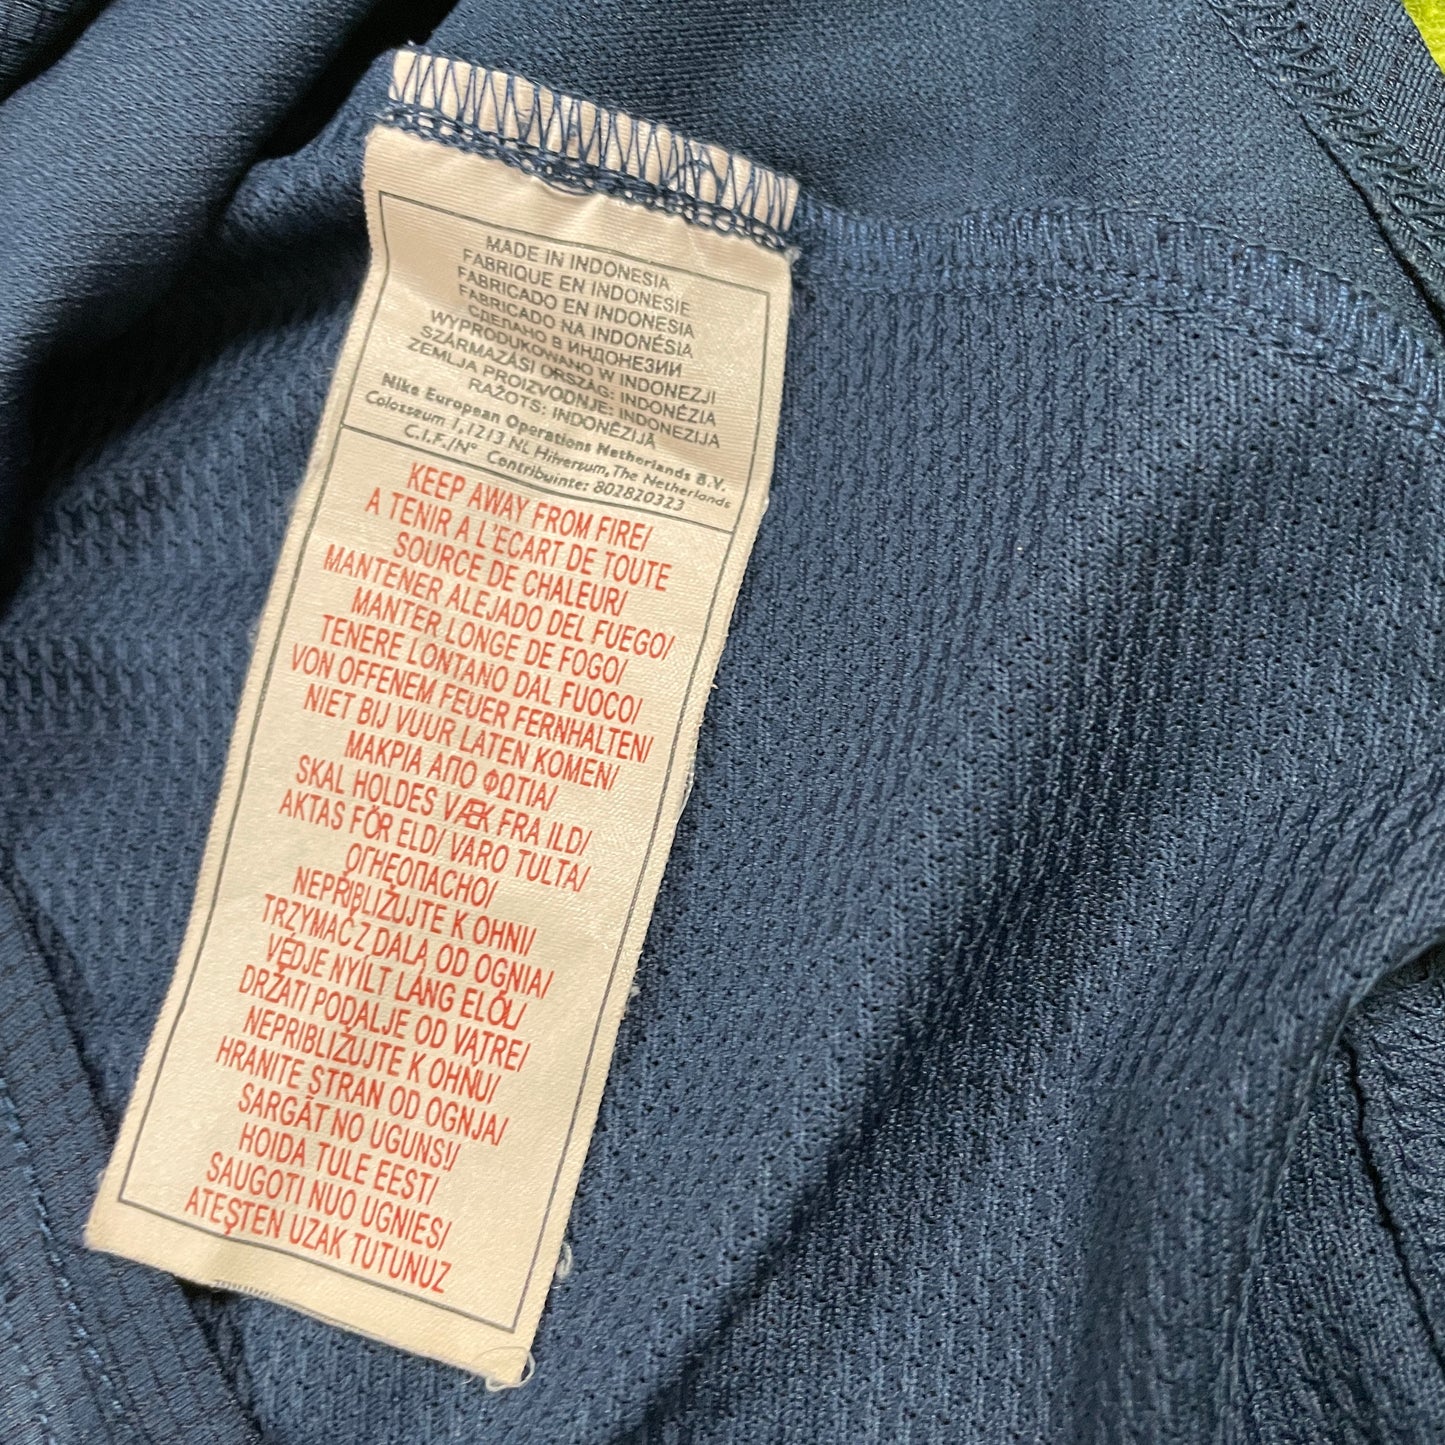 MADE IN INDONESIA
FABRIQUE EN INDONESIE
FABRICADO EN INDONESIA
FABRICADO NA INDONÉSIA
СДЕЛАНО В ИНДОНЕЗИИ
WYPRODUKOWANO W INDONEZJI
SZÁRMAZÁSI ORSZÁG: INDONÉZIA
ZEMLJA PROIZVODNJE: INDONEZIJA
RAŽOTS: INDONĒZIJĀ
Nike European Operations Netherlands B.V.
Colosseum 1, 1213 NL Hilversum, The Netherlands
C.I.F./N° Contribuinte: 802820323
KEEP AWAY FROM FIRE/
A TENIR A L'ECART DE TOUTE
SOURCE DE CHALEUR/
MANTENER ALEJADO DEL FUEGO/
MANTER LONGE DE FOGO/
TENERE LONTANO DAL FUOCO/
VON OFFENEM FEUER FERNHALTEN/
NIET BIJ VUUR LATEN KOMEN/
ΜΑΚΡΙΑ ΑΠΟ ΦΩΤΙΑ/
SKAL HOLDES VÆK FRA ILD/
AKTAS FÖR ELD/ VARO TULTA/
ОГНЕОПАСНО/
NEPŘIBLIŽUJTE K OHNI/
TRZYMAĆ Z DALA OD OGNIA/
VÉDJE NYÍLT LÁNG ELŐL/
DRŽATI PODALJE OD VATRE/
NEPRIBLIŽUJTE K OHŇU/
HRANITE STRAN OD OGNJA/
SARGĀT NO UGUNS!/
HOIDA TULE EEST/
SAUGOTI NUO UGNIES/
ATEŞTEN UZAK TUTUNUZ